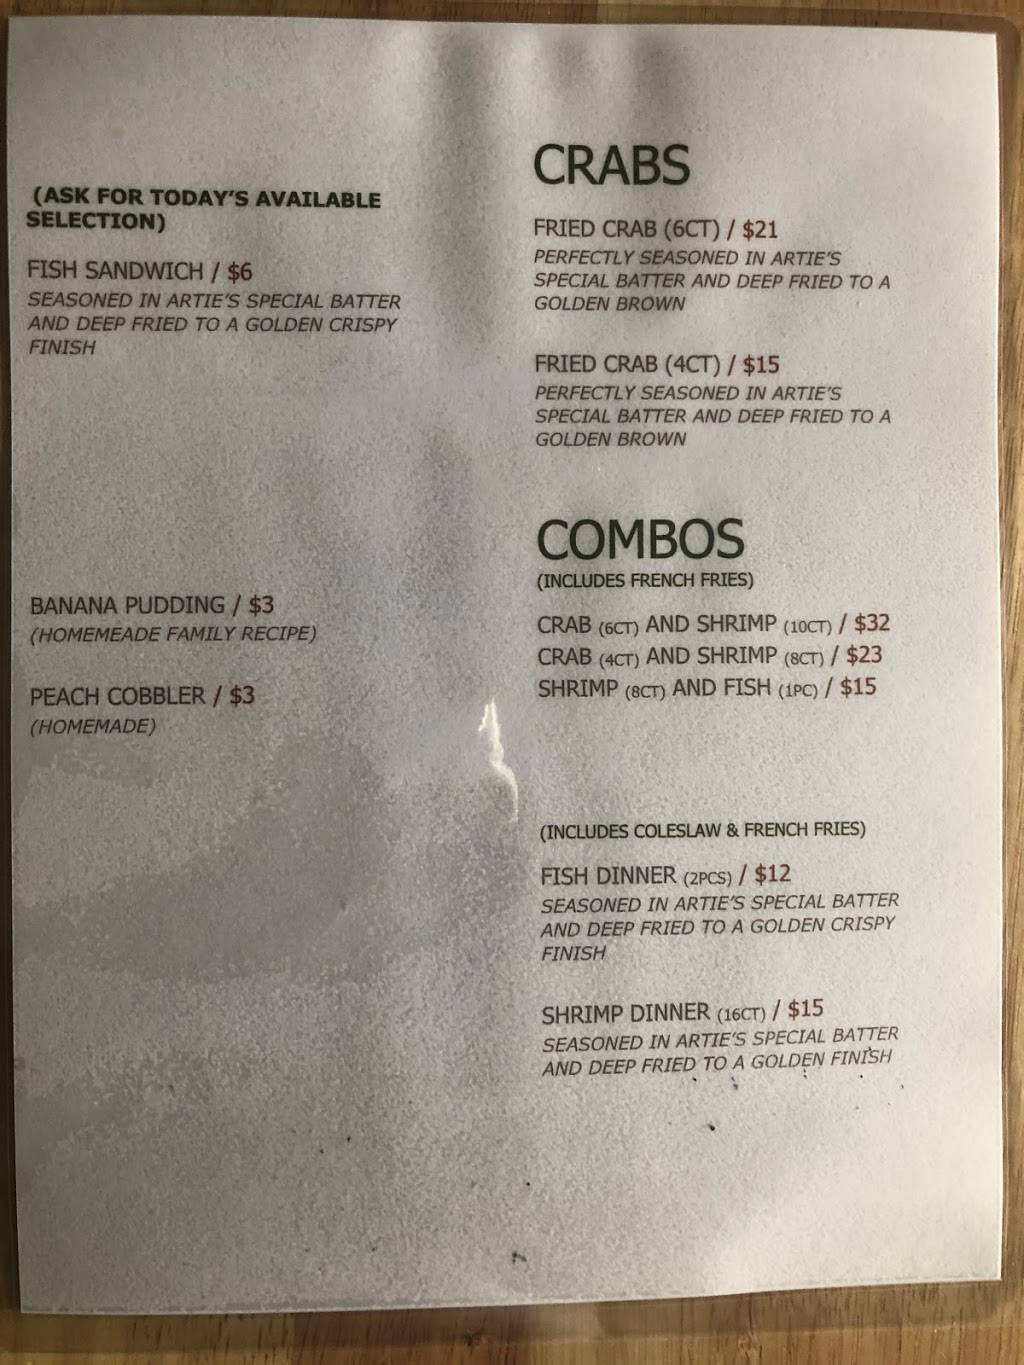 (ASK FOR TODAY'S AVAILABLE
SELECTION)
FISH SANDWICH / $6
SEASONED IN ARTIE'S SPECIAL BATTER
AND DEEP FRIED TO A GOLDEN CRISPY
FINISH
BANANA PUDDING / $3
(HOMEMEADE FAMILY RECIPE)
PEACH COBBLER / $3
(HOMEMADE)
CRABS
FRIED CRAB (6CT) / $21
PERFECTLY SEASONED IN ARTIE'S
SPECIAL BATTER AND DEEP FRIED TO A
GOLDEN BROWN
FRIED CRAB (4CT) / $15
PERFECTLY SEASONED IN ARTIE'S
SPECIAL BATTER AND DEEP FRIED TO A
GOLDEN BROWN
COMBOS
(INCLUDES FRENCH FRIES)
CRAB (6CT) AND SHRIMP (10CT) / $32
CRAB (4CT) AND SHRIMP (8CT) / $23
SHRIMP (8CT) AND FISH (1PC) / $15
(INCLUDES COLESLAW & FRENCH FRIES)
FISH DINNER (2PCS) / $12
SEASONED IN ARTIE'S SPECIAL BATTER
AND DEEP FRIED TO A GOLDEN CRISPY
FINISH
SHRIMP DINNER (16CT) / $15
SEASONED IN ARTIE'S SPECIAL BATTER
AND DEEP FRIED TO A GOLDEN FINISH